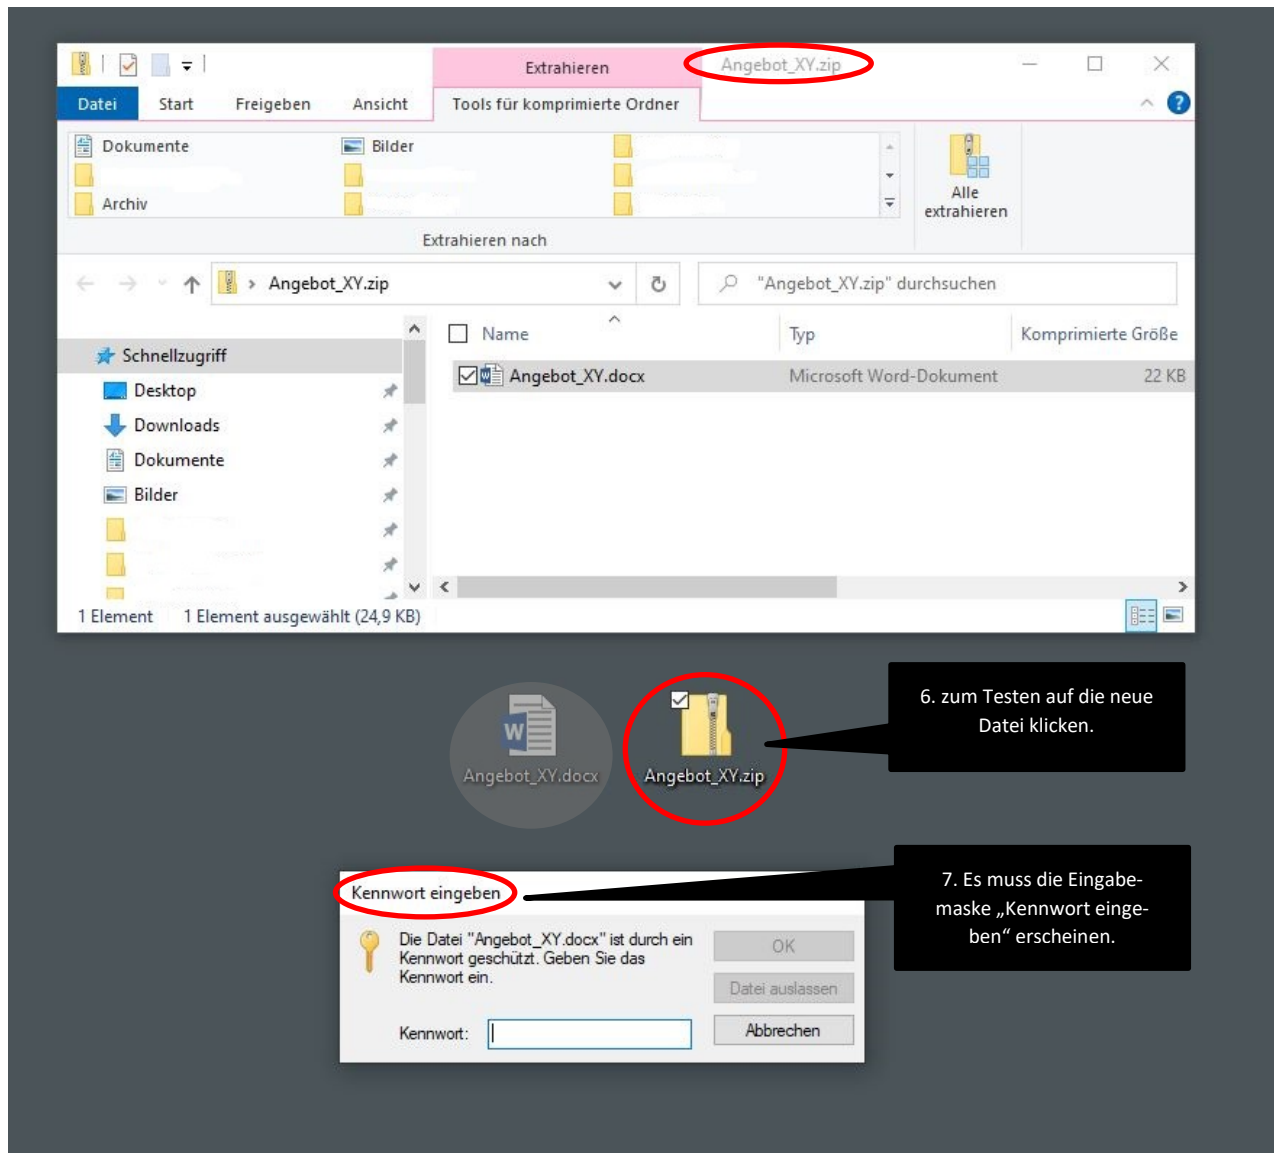 Extrahieren
Angebot_XY.zip
Datei Start Freigeben Ansicht Tools für komprimierte Ordner
Dokumente Bilder
Archiv
Alle
extrahieren
Extrahieren nach
Angebot_XY.zip
"Angebot_XY.zip" durchsuchen
Name Typ Komprimierte Größe
Schnellzugriff
Angebot_XY.docx Microsoft Word-Dokument 22 KB
Desktop
Downloads
Dokumente
Bilder
1 Element 1 Element ausgewählt (24,9 KB)
6. zum Testen auf die neue
Datei klicken.
Angebot_XY.docx
Angebot_XY.zip
7. Es muss die Eingabe-
maske „Kennwort einge-
ben“ erscheinen.
Kennwort eingeben
Die Datei "Angebot_XY.docx" ist durch ein
Kennwort geschützt. Geben Sie das
Kennwort ein.
OK
Datei auslassen
Kennwort:
Abbrechen